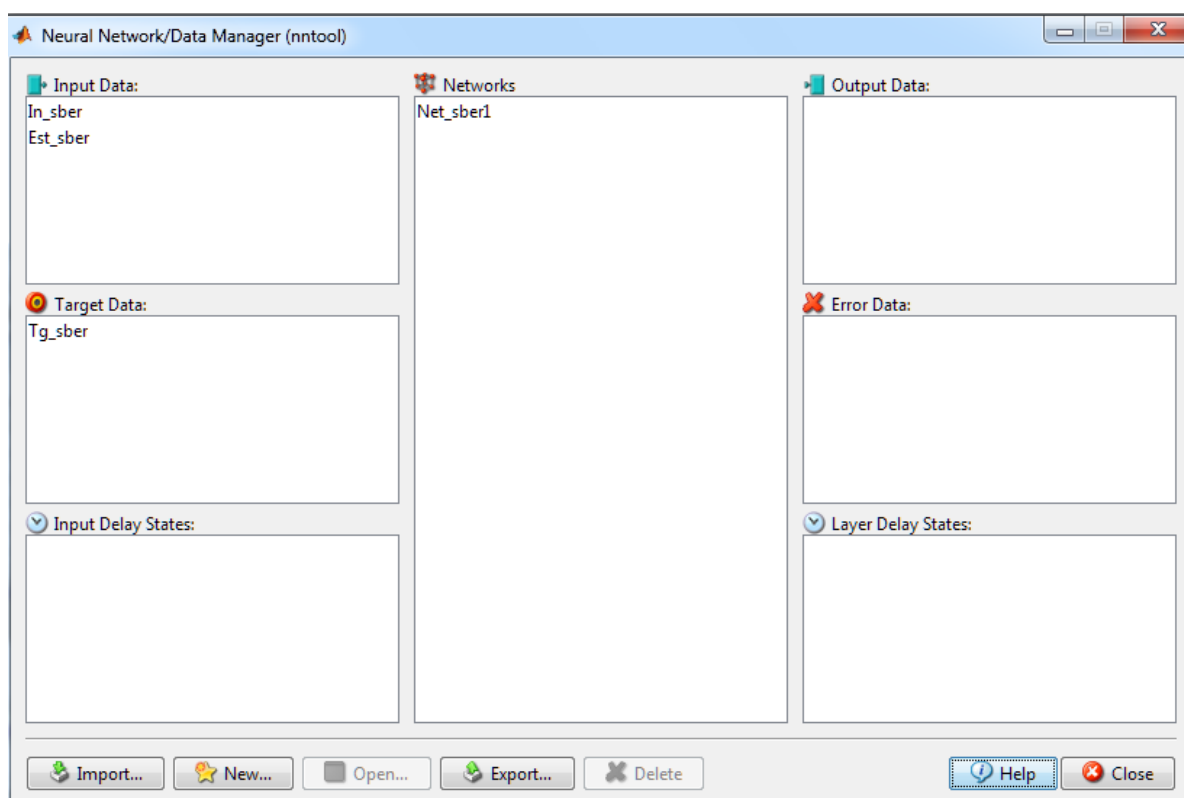 Neural Network/Data Manager (nntool)
Input Data:
In_sber
Est_sber
Networks
Net_sber1
Output Data:
Target Data:
Tg_sber
Error Data:
Input Delay States:
Layer Delay States:
Import...
New...
Open...
Export...
Delete
Help
Close